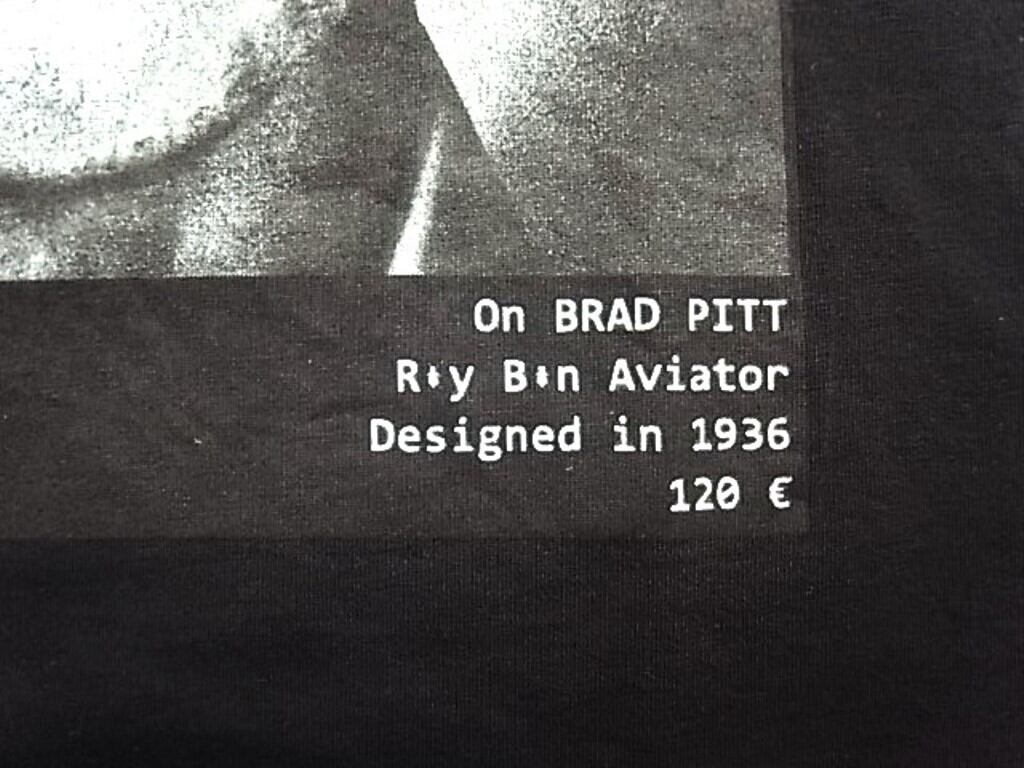 On BRAD PITT
R♦y B♦n Aviator
Designed in 1936
120 €